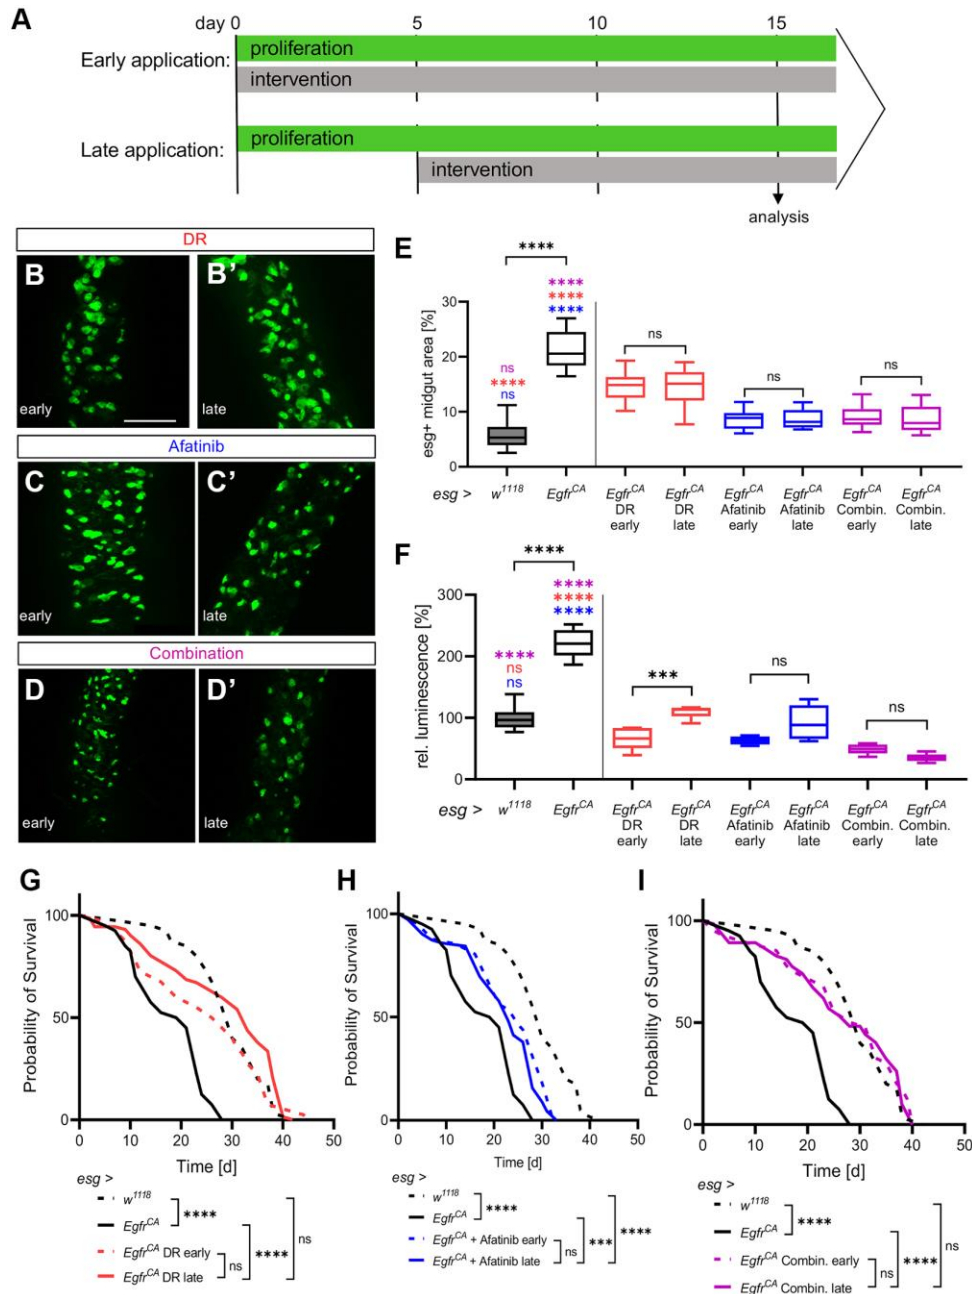 A
day 0 5 10 15
Early application:
proliferation
intervention
Late application:
proliferation
intervention
analysis
DR
B
early
B'
late
Afatinib
C
early
C'
late
Combination
D
early
D'
late
E
esg+ midgut area [%]
30
20
10
0
****
ns
****
ns
****
****
****
ns
ns
ns
esg >
w1118
EgfrCA
EgfrCA DR early
EgfrCA DR late
EgfrCA Afatinib early
EgfrCA Afatinib late
EgfrCA Combin. early
EgfrCA Combin. late
F
rel. luminescence [%]
300
200
100
0
****
****
ns
ns
****
****
****
***
ns
ns
esg >
w1118
EgfrCA
EgfrCA DR early
EgfrCA DR late
EgfrCA Afatinib early
EgfrCA Afatinib late
EgfrCA Combin. early
EgfrCA Combin. late
G
Probability of Survival
100
50
0
0 10 20 30 40 50
Time [d]
esg >
w1118
EgfrCA
EgfrCA DR early
EgfrCA DR late
****
ns
****
ns
H
Probability of Survival
100
50
0
0 10 20 30 40 50
Time [d]
esg >
w1118
EgfrCA
EgfrCA + Afatinib early
EgfrCA + Afatinib late
****
ns
***
****
I
Probability of Survival
100
50
0
0 10 20 30 40 50
Time [d]
esg >
w1118
EgfrCA
EgfrCA Combin. early
EgfrCA Combin. late
****
ns
****
ns